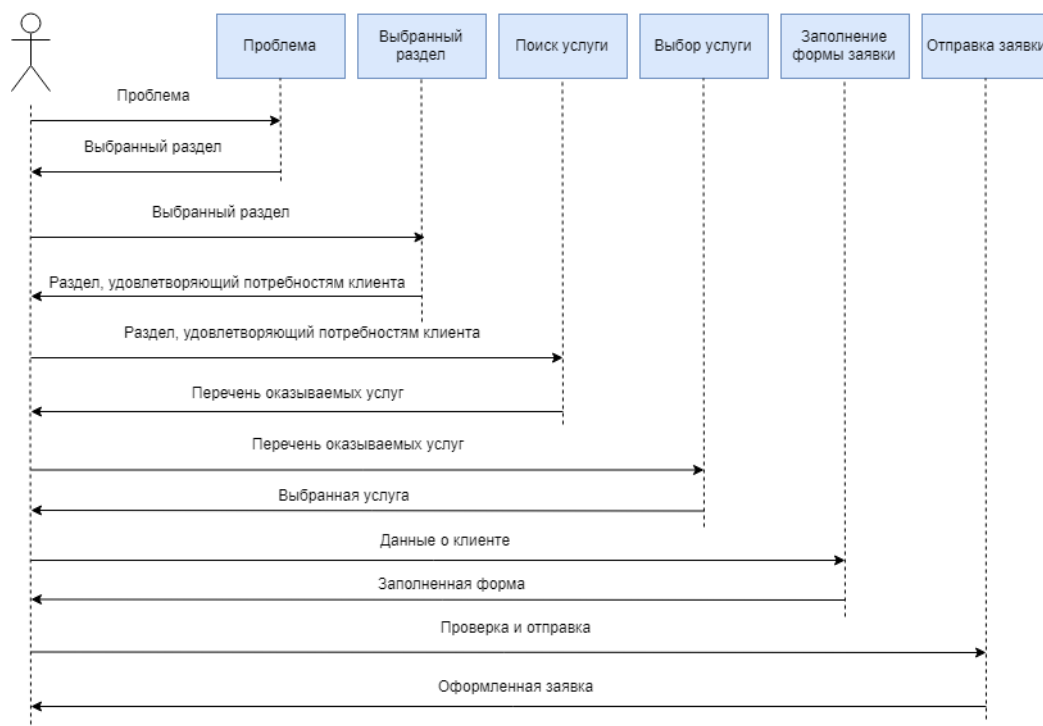 Проблема
Выбранный
раздел
Поиск услуги
Выбор услуги
Заполнение
формы заявки
Отправка заявки
Проблема
Выбранный раздел
Выбранный раздел
Раздел, удовлетворяющий потребностям клиента
Раздел, удовлетворяющий потребностям клиента
Перечень оказываемых услуг
Перечень оказываемых услуг
Выбранная услуга
Данные о клиенте
Заполненная форма
Проверка и отправка
Оформленная заявка